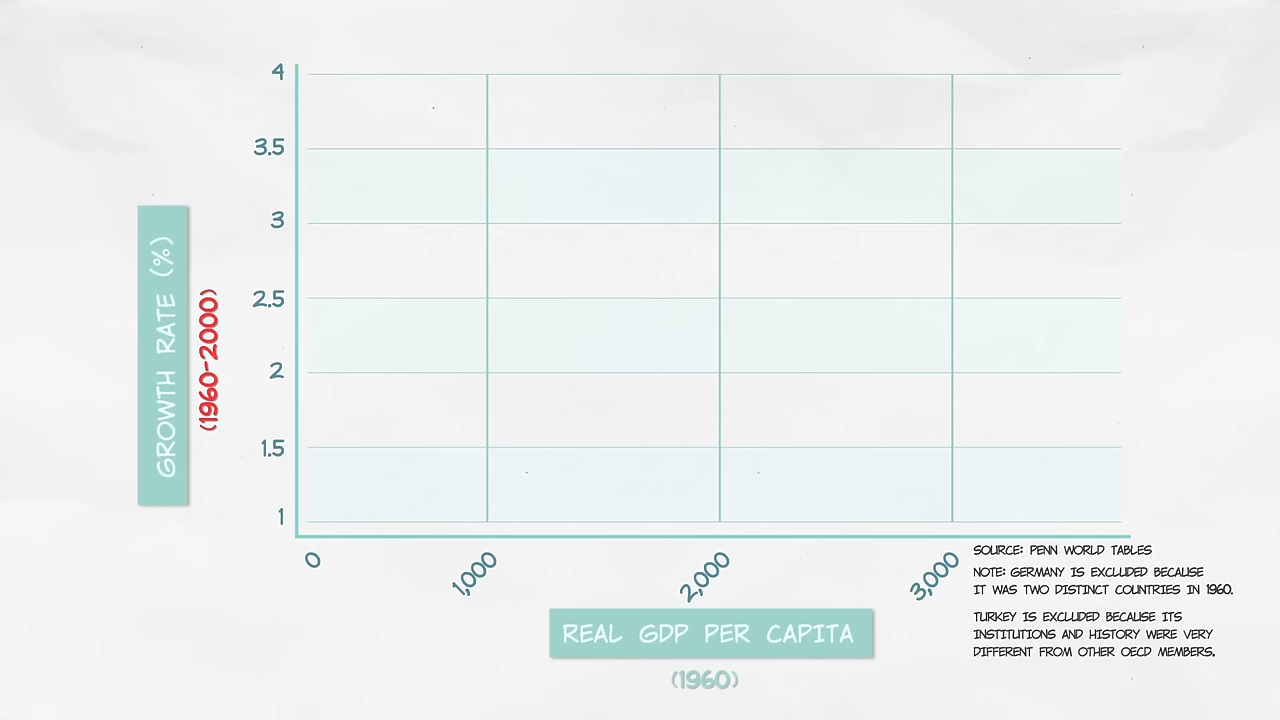 4
3.5
3
2.5
2
1.5
1
GROWTH RATE (%)
(1960-2000)
0
1,000
2,000
3,000
REAL GDP PER CAPITA
(1960)
SOURCE: PENN WORLD TABLES
NOTE: GERMANY IS EXCLUDED BECAUSE
IT WAS TWO DISTINCT COUNTRIES IN 1960.
TURKEY IS EXCLUDED BECAUSE ITS
INSTITUTIONS AND HISTORY WERE VERY
DIFFERENT FROM OTHER OECD MEMBERS.